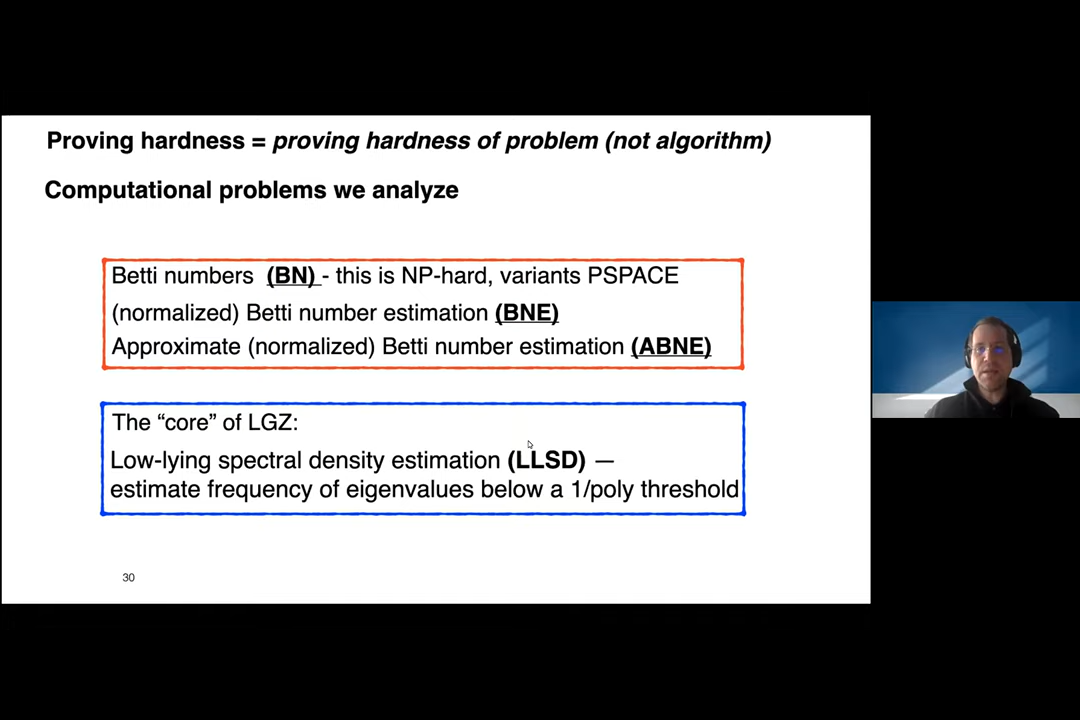 Proving hardness = proving hardness of problem (not algorithm)
Computational problems we analyze
Betti numbers (BN) - this is NP-hard, variants PSPACE
(normalized) Betti number estimation (BNE)
Approximate (normalized) Betti number estimation (ABNE)
The “core” of LGZ:
Low-lying spectral density estimation (LLSD) —
estimate frequency of eigenvalues below a 1/poly threshold
30